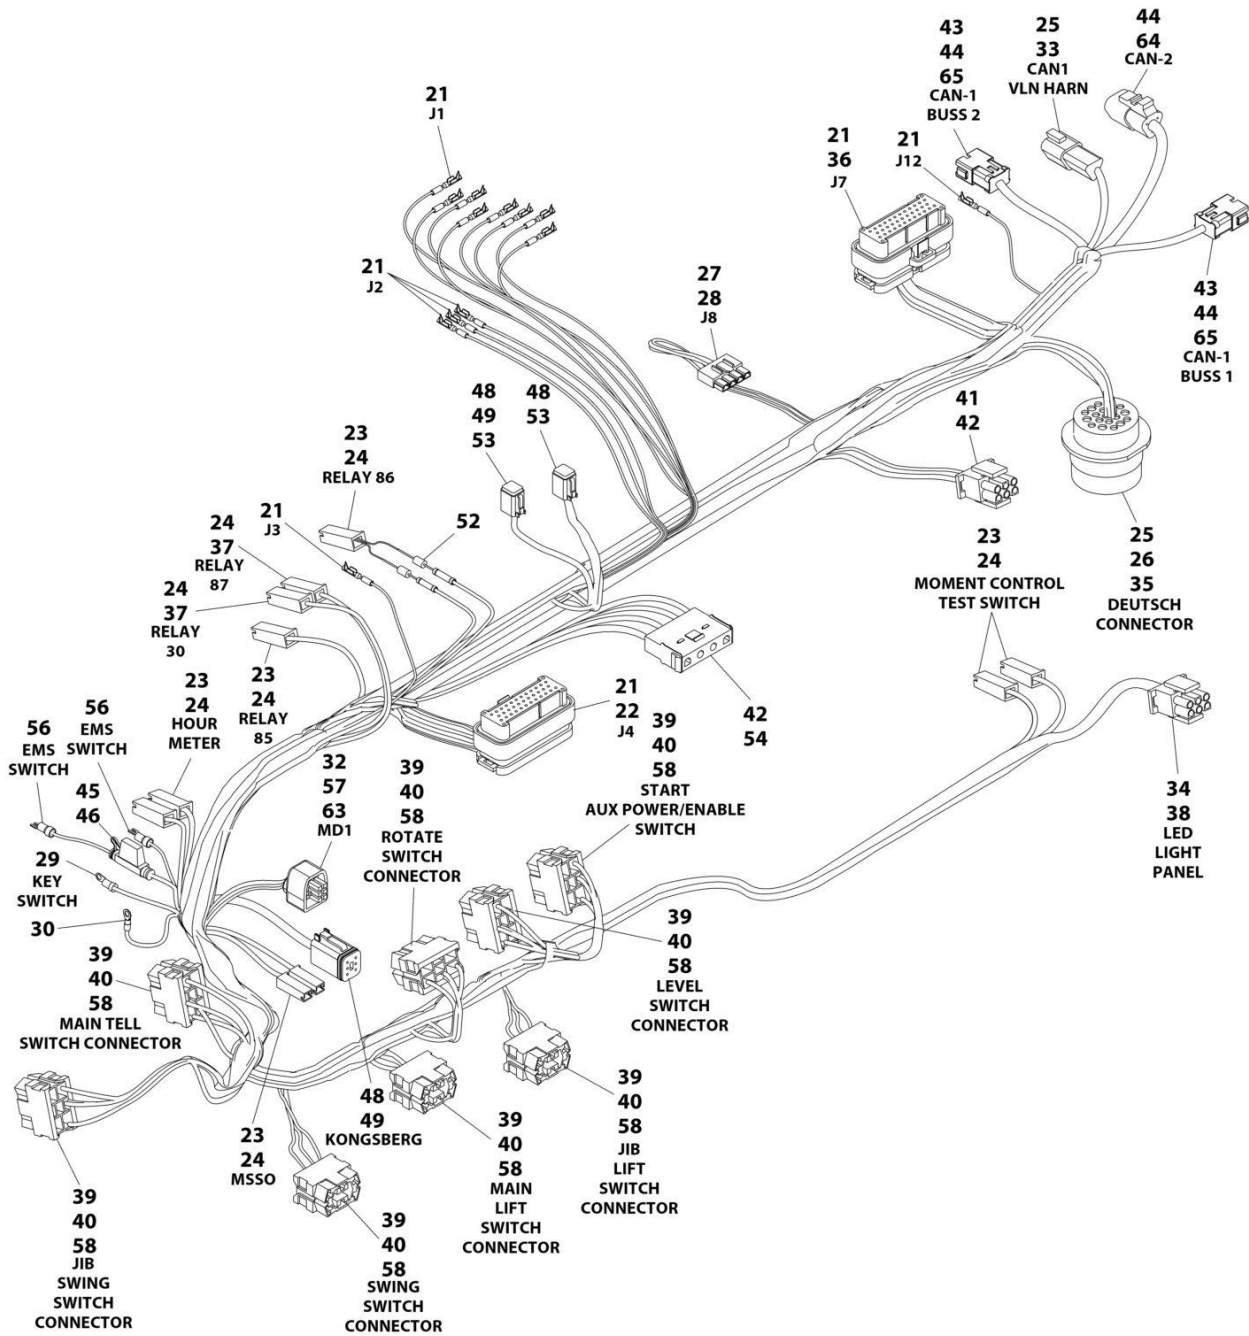 43
44
65
CAN-1
BUSS 2
25
33
CAN1
VLN HARN
44
64
CAN-2
21
J1
21
36
J7
21
J12
21
J2
27
28
J8
43
44
65
CAN-1
BUSS 1
48
49
53
48
53
41
42
23
24
RELAY 86
21
J3
52
24
37
RELAY
87
24
37
RELAY
30
23
24
MOMENT CONTROL
TEST SWITCH
25
26
35
DEUTSCH
CONNECTOR
23
24
RELAY
85
23
24
HOUR
METER
21
22
J4
42
54
56
EMS
SWITCH
56
EMS
SWITCH
45
46
32
57
63
MD1
39
40
58
ROTATE
SWITCH
CONNECTOR
39
40
58
START
AUX POWER/ENABLE
SWITCH
34
38
LED
LIGHT
PANEL
29
KEY
SWITCH
30
39
40
58
MAIN TELL
SWITCH CONNECTOR
39
40
58
LEVEL
SWITCH
CONNECTOR
23
24
MSSO
48
49
KONGSBERG
39
40
58
MAIN
LIFT
SWITCH
CONNECTOR
39
40
58
JIB
LIFT
SWITCH
CONNECTOR
39
40
58
JIB
SWING
SWITCH
CONNECTOR
39
40
58
SWING
SWITCH
CONNECTOR